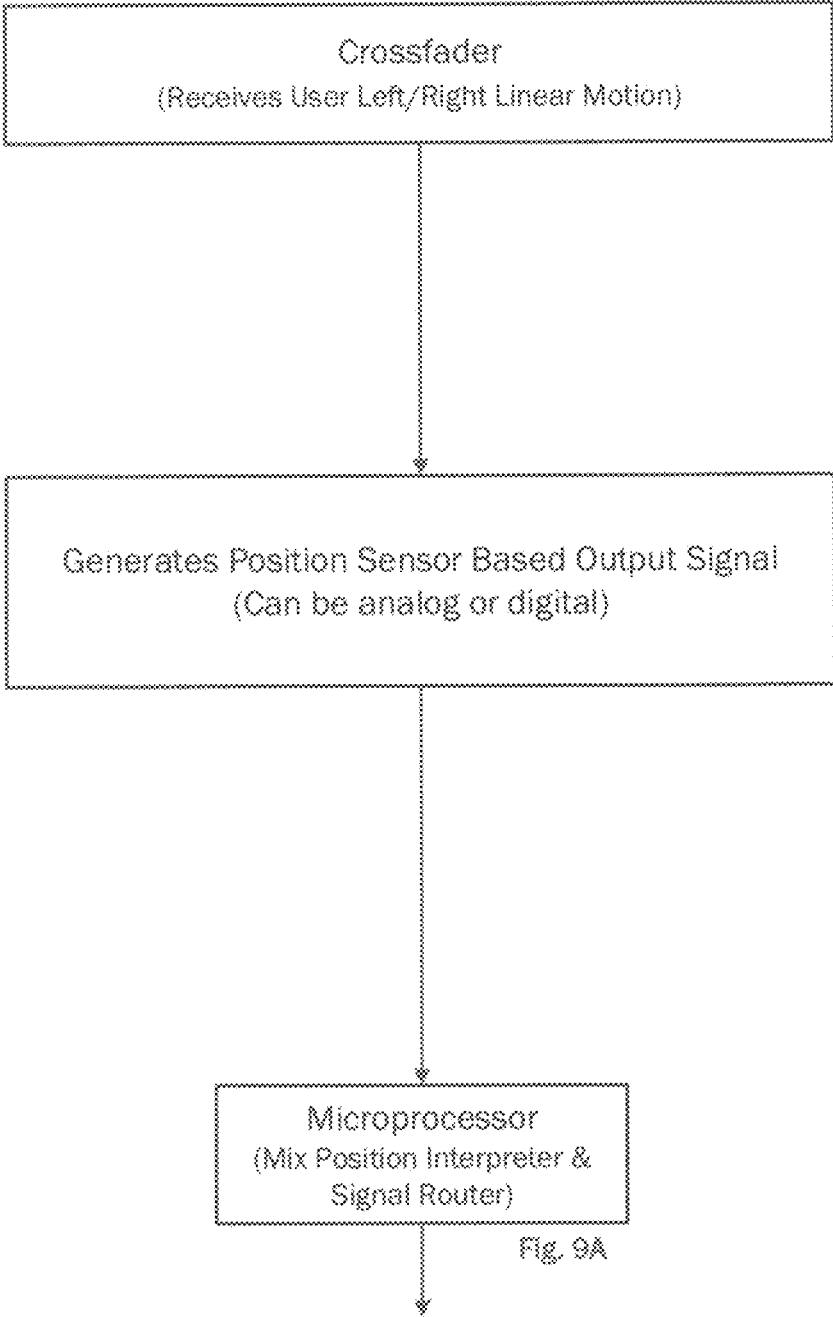 Crossfader
(Receives User Left/Right Linear Motion)
Generates Position Sensor Based Output Signal
(Can be analog or digital)
Microprocessor
(Mix Position Interpreter &
Signal Router)
Fig. 9A